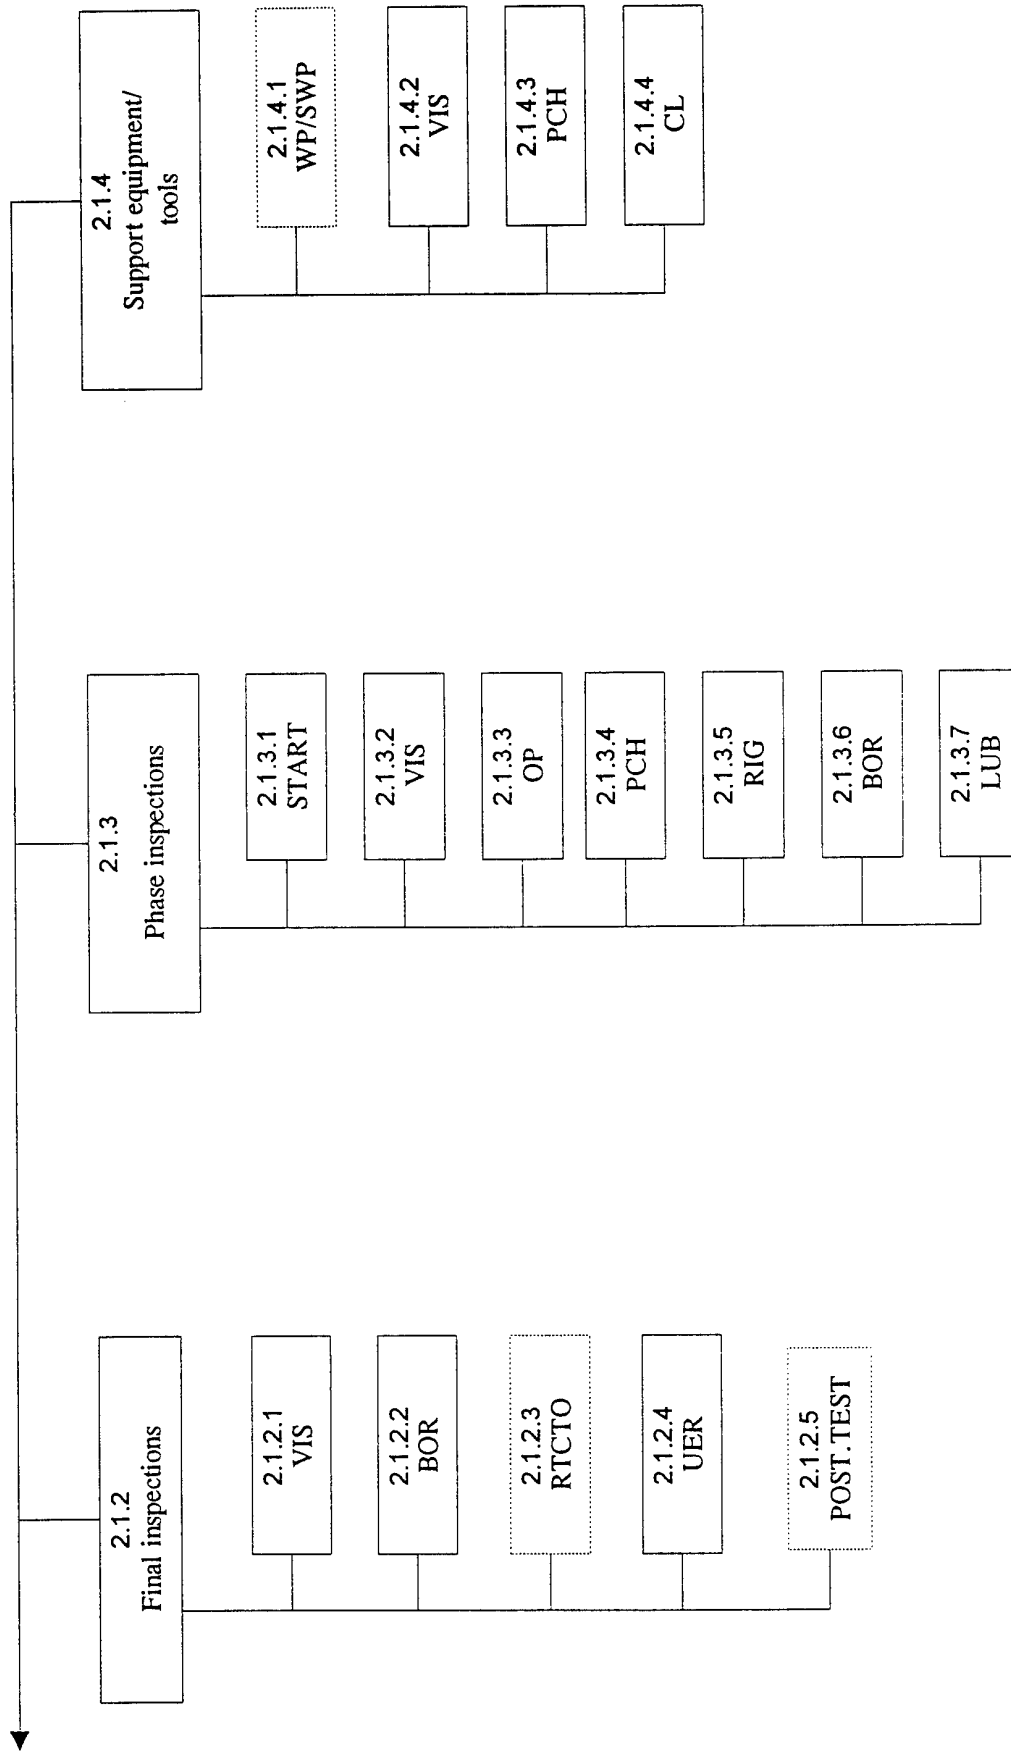 2.1.2
Final inspections
2.1.2.1
VIS
2.1.2.2
BOR
2.1.2.3
RTCTO
2.1.2.4
UER
2.1.2.5
POST.TEST
2.1.3
Phase inspections
2.1.3.1
START
2.1.3.2
VIS
2.1.3.3
OP
2.1.3.4
PCH
2.1.3.5
RIG
2.1.3.6
BOR
2.1.3.7
LUB
2.1.4
Support equipment/
tools
2.1.4.1
WP/SWP
2.1.4.2
VIS
2.1.4.3
PCH
2.1.4.4
CL